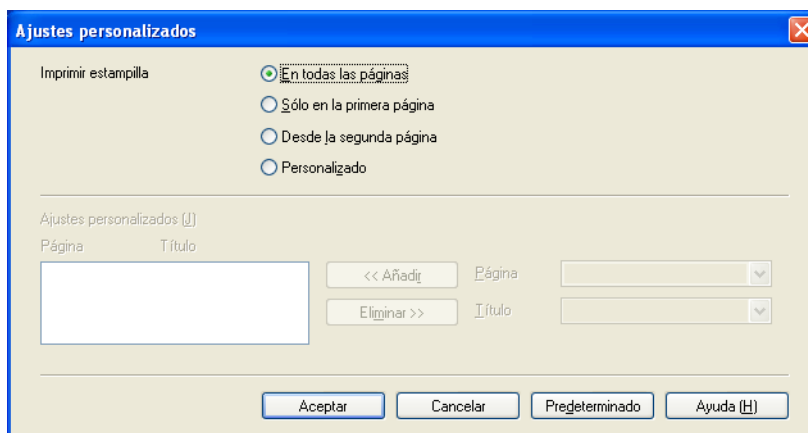 Ajustes personalizados
Imprimir estampilla
En todas las páginas
Sólo en la primera página
Desde la segunda página
Personalizado
Ajustes personalizados (J)
Página Título
<< Añadir Página
Eliminar >> Título
Aceptar Cancelar Predeterminado Ayuda (H)